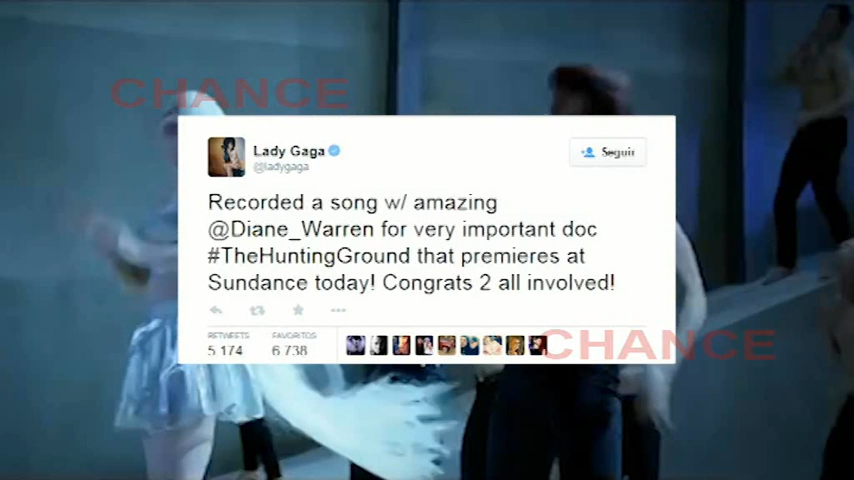 CHANCE
Lady Gaga
@ladygaga
Seguir
Recorded a song w/ amazing
@Diane_Warren for very important doc
#TheHuntingGround that premieres at
Sundance today! Congrats 2 all involved!
RETWEETS FAVORITOS
5,174 6,738
CHANCE